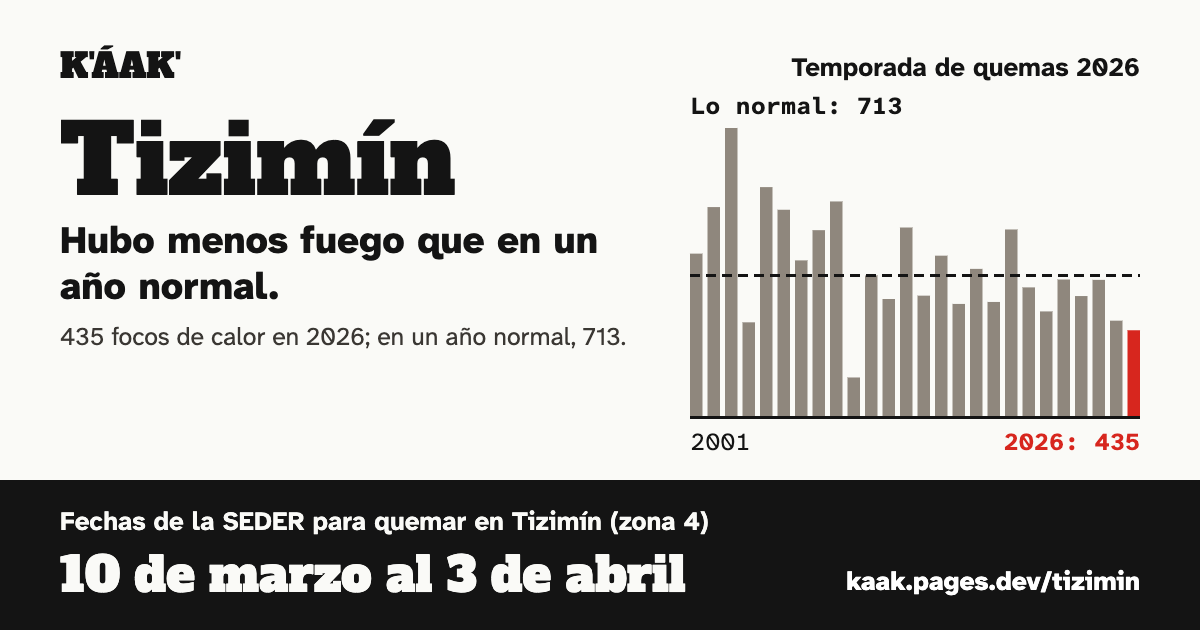 K'ÁAK'
Tizimín
Hubo menos fuego que en un
año normal.
435 focos de calor en 2026; en un año normal, 713.
Temporada de quemas 2026
Lo normal: 713
2001
2026: 435
Fechas de la SEDER para quemar en Tizimín (zona 4)
10 de marzo al 3 de abril
kaak.pages.dev/tizimin